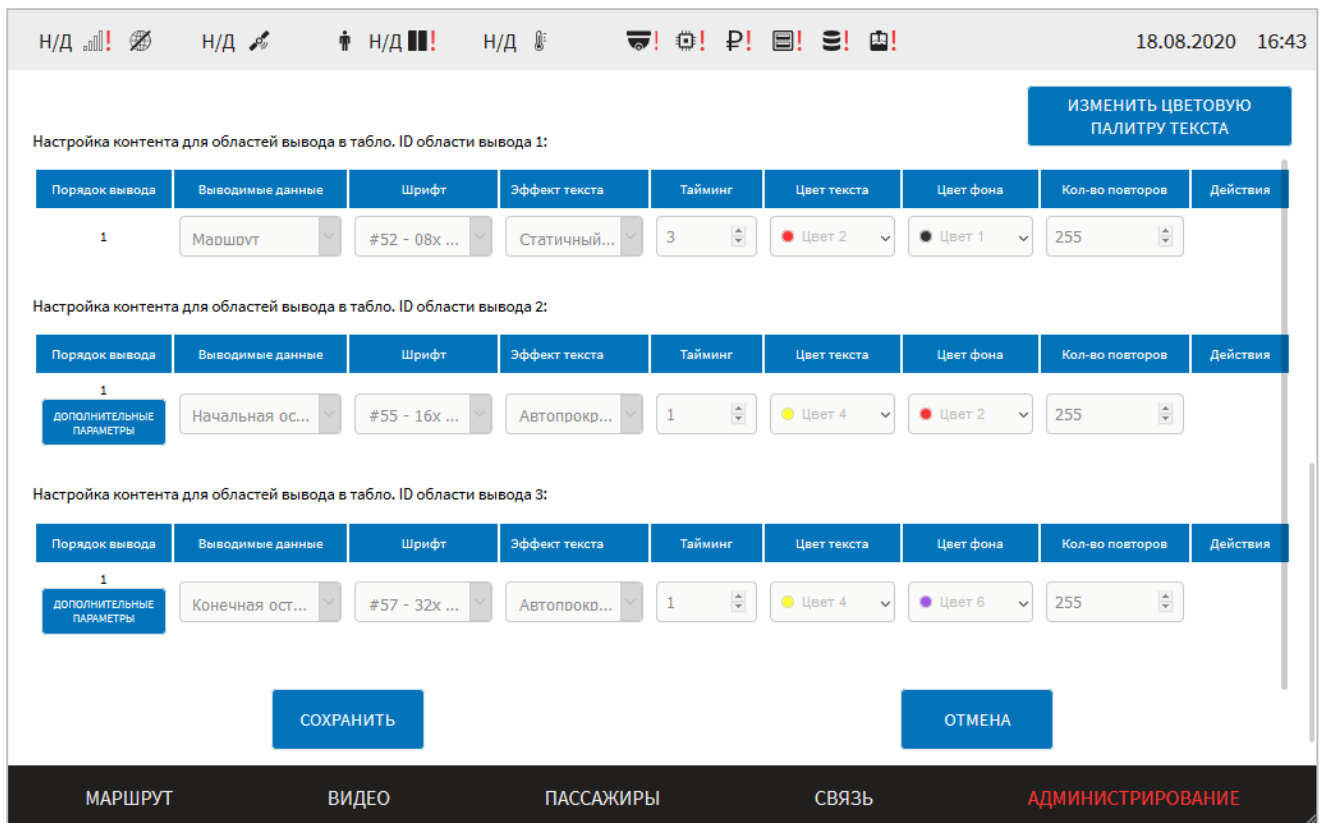 Н/Д ! Н/Д Н/Д ! Н/Д ! ! ₽! ! ! ! 18.08.2020 16:43
ИЗМЕНИТЬ ЦВЕТОВУЮ
ПАЛИТРУ ТЕКСТА
Настройка контента для областей вывода в табло. ID области вывода 1:
Порядок вывода Выводимые данные Шрифт Эффект текста Тайминг Цвет текста Цвет фона Кол-во повторов Действия
1 Маршрут #52 - 08x ... Статичный... 3 Цвет 2 Цвет 1 255
Настройка контента для областей вывода в табло. ID области вывода 2:
Порядок вывода Выводимые данные Шрифт Эффект текста Тайминг Цвет текста Цвет фона Кол-во повторов Действия
1
ДОПОЛНИТЕЛЬНЫЕ
ПАРАМЕТРЫ
Начальная ос... #55 - 16x ... Автопрокр... 1 Цвет 4 Цвет 2 255
Настройка контента для областей вывода в табло. ID области вывода 3:
Порядок вывода Выводимые данные Шрифт Эффект текста Тайминг Цвет текста Цвет фона Кол-во повторов Действия
1
ДОПОЛНИТЕЛЬНЫЕ
ПАРАМЕТРЫ
Конечная ост... #57 - 32x ... Автопрокр... 1 Цвет 4 Цвет 6 255
СОХРАНИТЬ ОТМЕНА
МАРШРУТ ВИДЕО ПАССАЖИРЫ СВЯЗЬ АДМИНИСТРИРОВАНИЕ